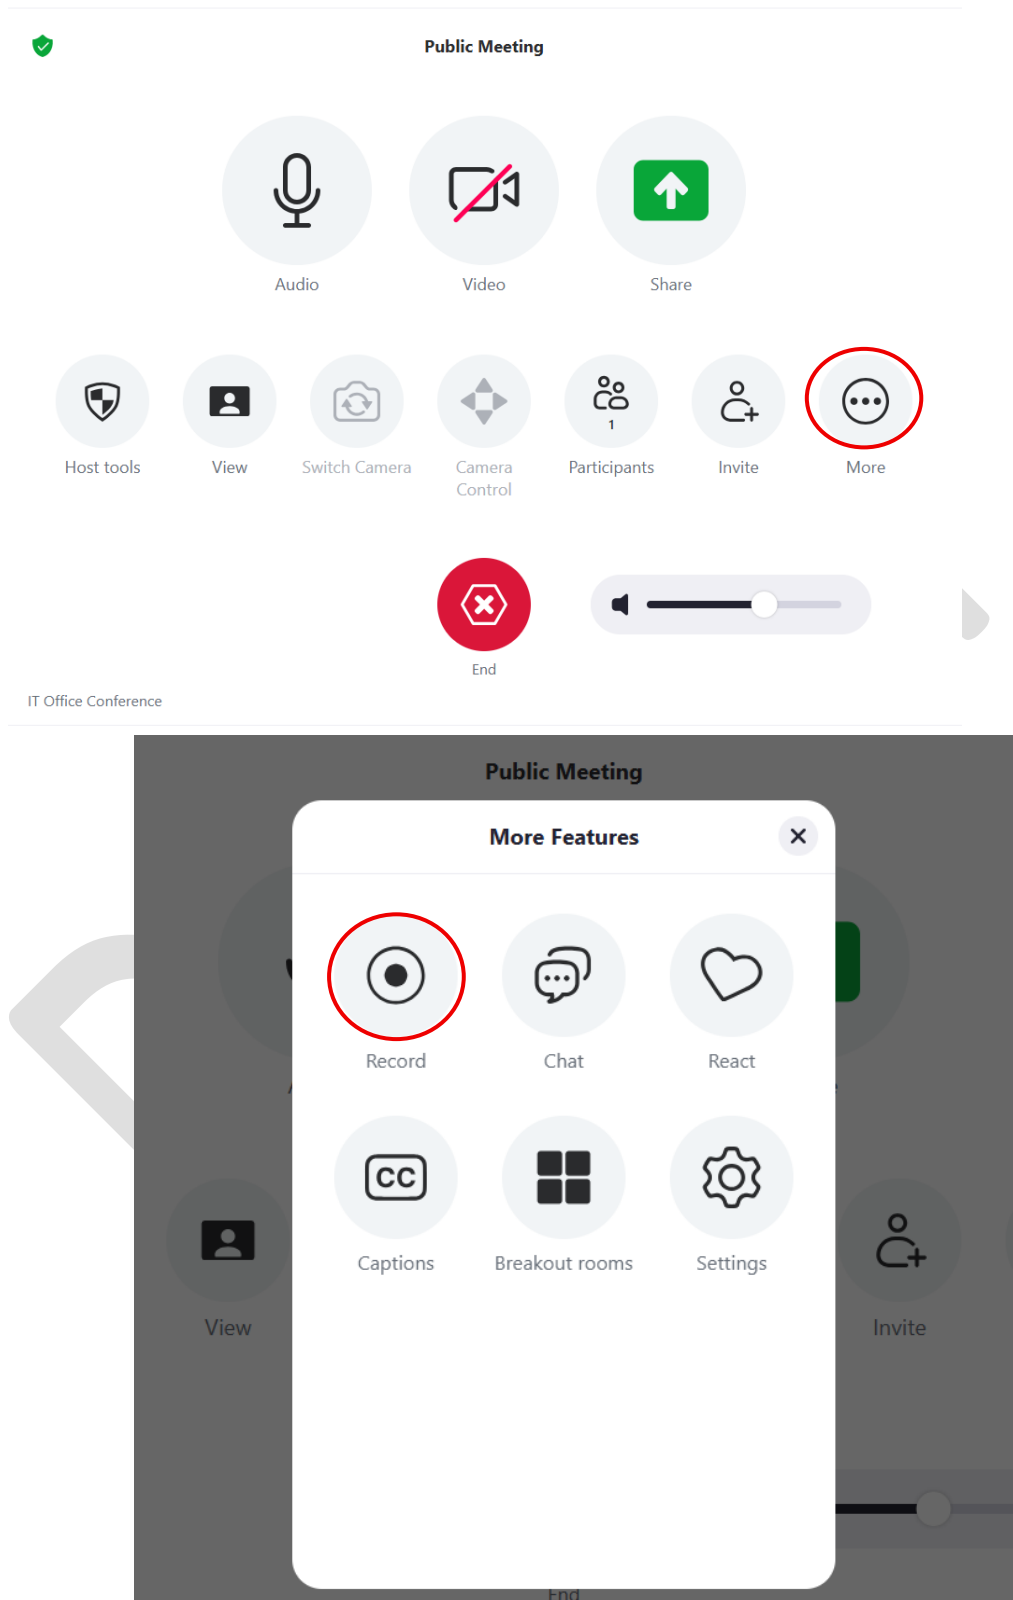 Public Meeting
Audio
Video
Share
1
Host tools
View
Switch Camera
Camera
Control
Participants
Invite
More
End
IT Office Conference
Public Meeting
More Features
Record
Chat
React
CC
Captions
Breakout rooms
Settings
View
Invite
End